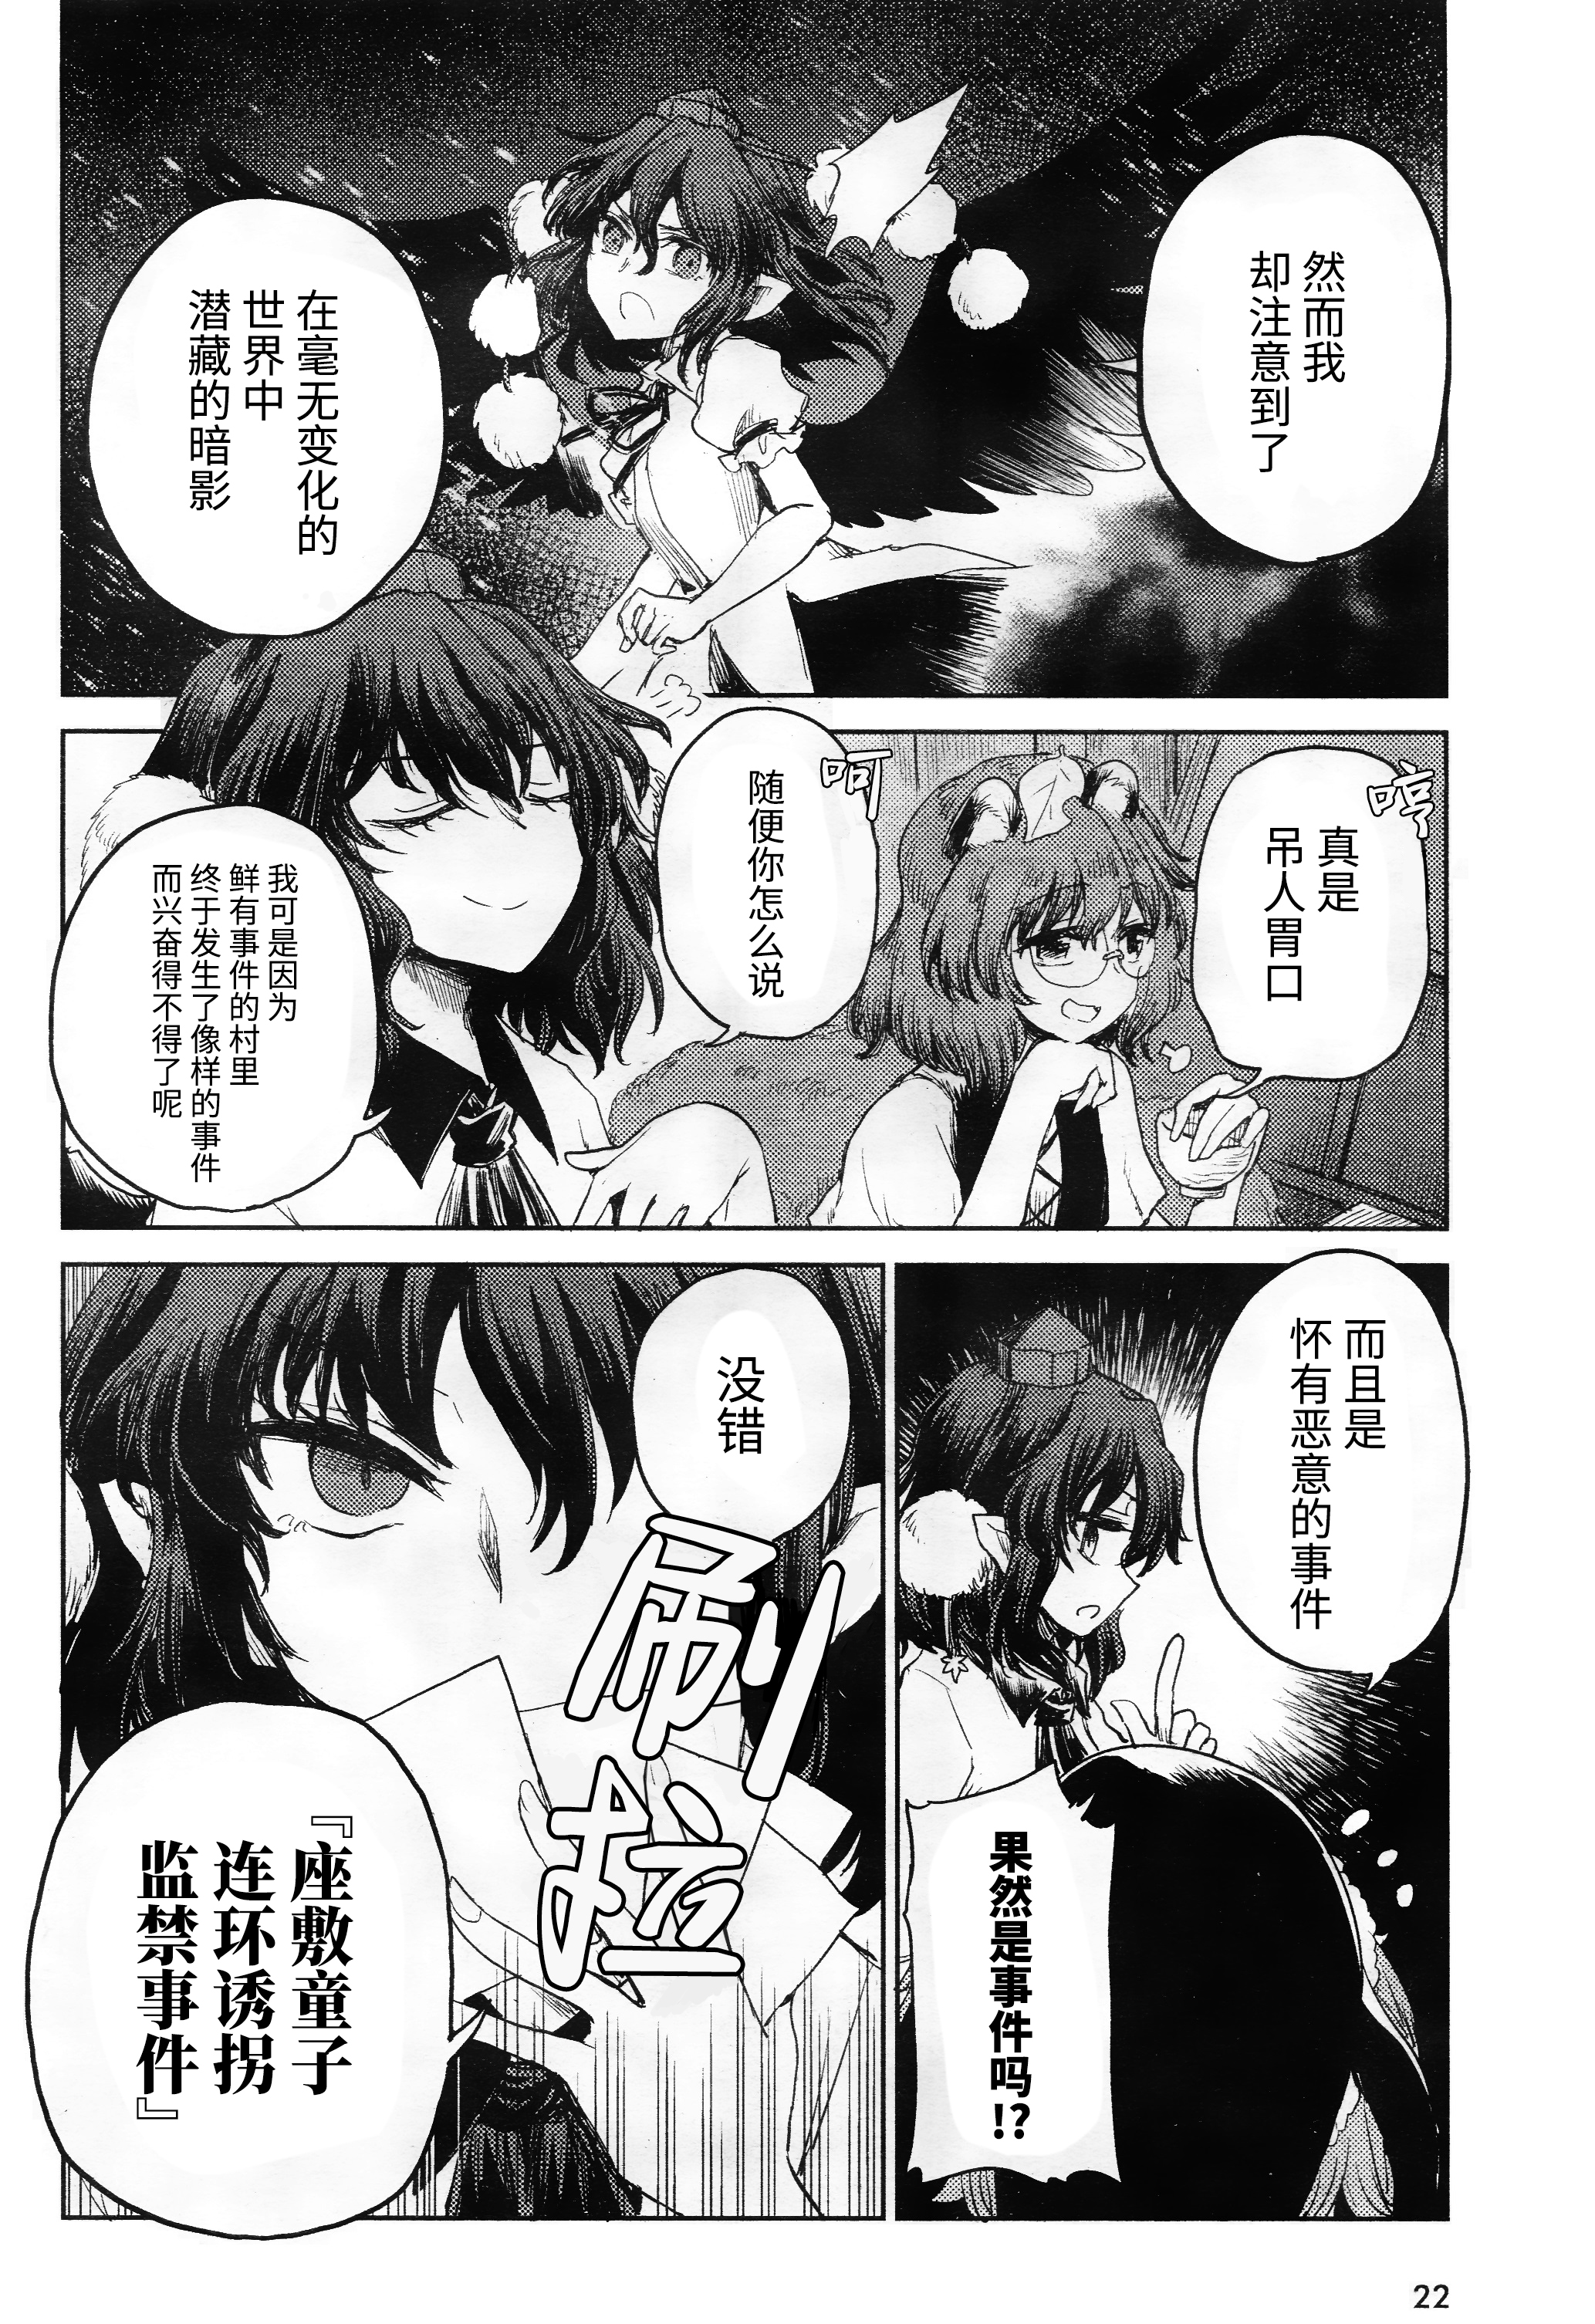 然而我
却注意到了
在毫无变化的
世界中
潜藏的暗影
哼
真是
吊人胃口
呵
随便你怎么说
我可是因为
鲜有事件的村里
终于发生了像样的事件
而兴奋得不得了呢
而且是
怀有恶意的事件
果然是事件吗!?
没错
刷
拉
『座敷童子
连环诱拐
监禁事件』
22